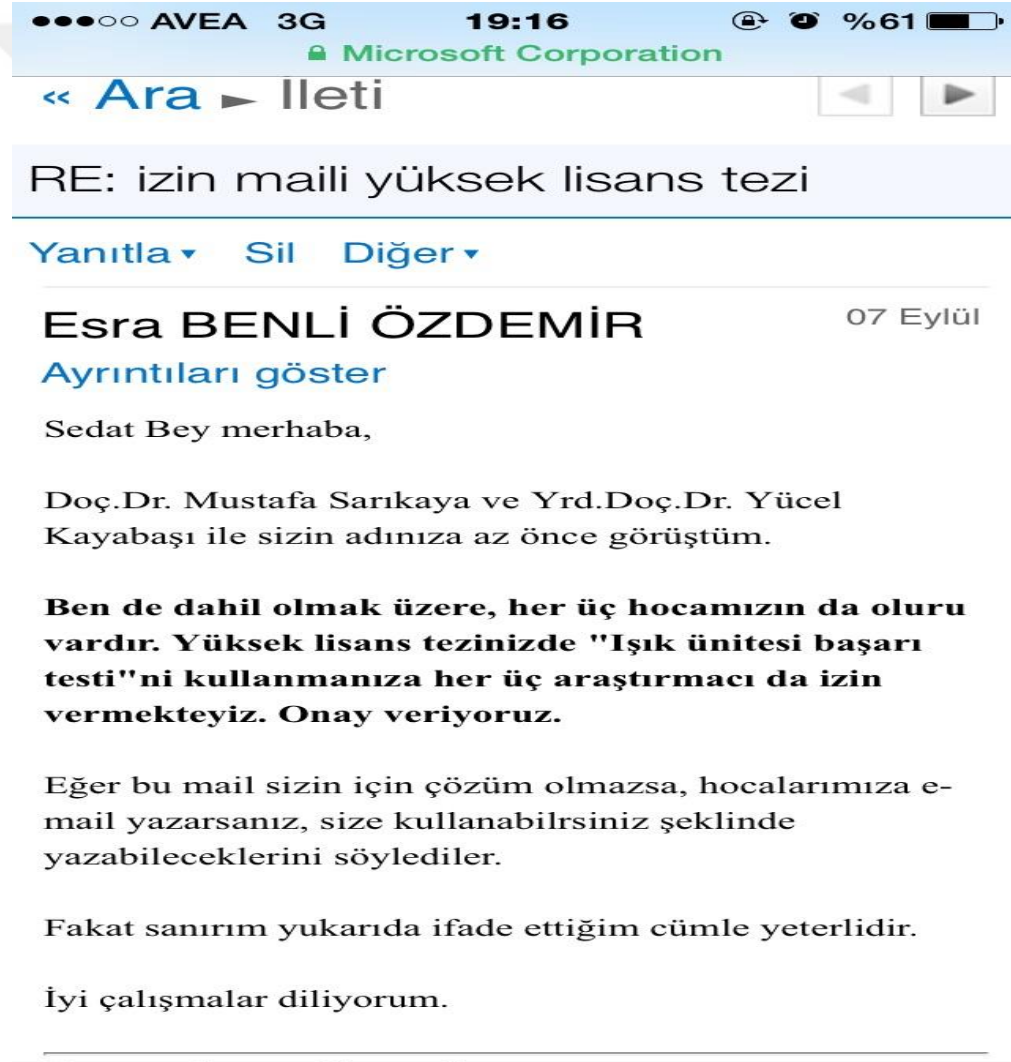 AVEA 3G 19:16 %61
Microsoft Corporation
« Ara ► İleti
RE: izin maili yüksek lisans tezi
Yanıtla ▾ Sil Diğer ▾
Esra BENLİ ÖZDEMİR 07 Eylül
Ayrıntıları göster
Sedat Bey merhaba,
Doç.Dr. Mustafa Sarıkaya ve Yrd.Doç.Dr. Yücel
Kayabaşı ile sizin adınıza az önce görüştüm.
Ben de dahil olmak üzere, her üç hocamızın da oluru
vardır. Yüksek lisans tezinizde "Işık ünitesi başarı
testi"ni kullanmanıza her üç araştırmacı da izin
vermekteyiz. Onay veriyoruz.
Eğer bu mail sizin için çözüm olmazsa, hocalarımıza e-
mail yazarsanız, size kullanabilrsiniz şeklinde
yazabileceklerini söylediler.
Fakat sanırım yukarıda ifade ettiğim cümle yeterlidir.
İyi çalışmalar diliyorum.